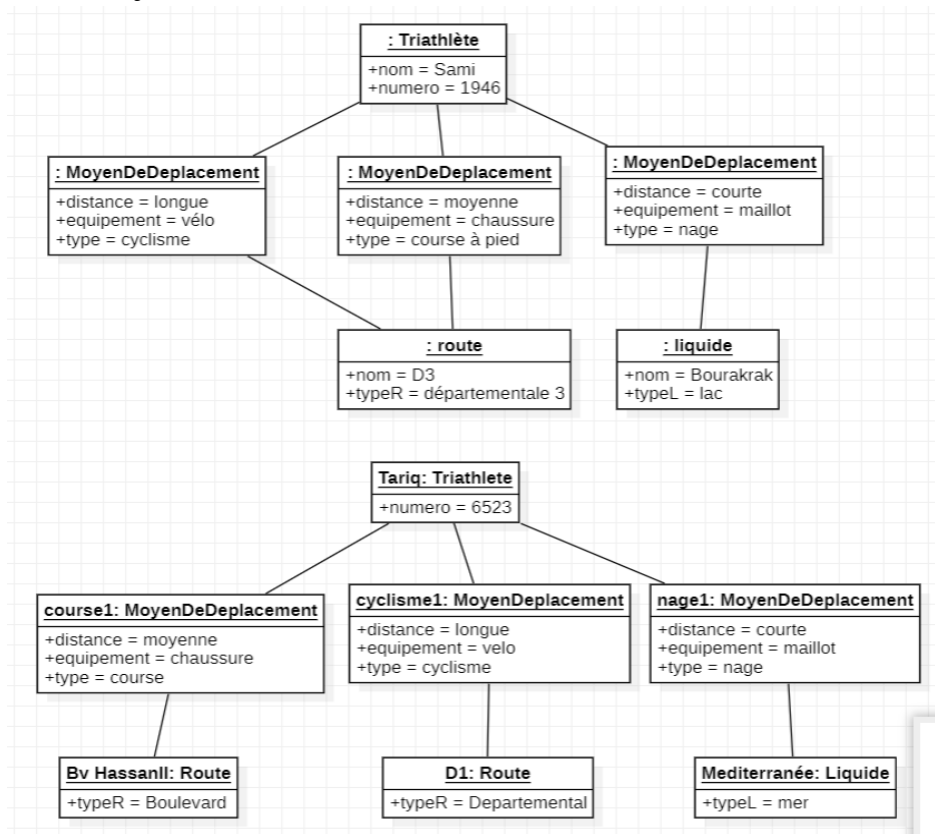 : Triathlète
+nom = Sami
+numero = 1946
: MoyenDeDeplacement
+distance = longue
+equipement = vélo
+type = cyclisme
: MoyenDeDeplacement
+distance = moyenne
+equipement = chaussure
+type = course à pied
: MoyenDeDeplacement
+distance = courte
+equipement = maillot
+type = nage
: route
+nom = D3
+typeR = départementale 3
: liquide
+nom = Bourakrak
+typeL = lac
Tariq: Triathlete
+numero = 6523
course1: MoyenDeDeplacement
+distance = moyenne
+equipement = chaussure
+type = course
cyclisme1: MoyenDeplacement
+distance = longue
+equipement = velo
+type = cyclisme
nage1: MoyenDeDeplacement
+distance = courte
+equipement = maillot
+type = nage
Bv HassanII: Route
+typeR = Boulevard
D1: Route
+typeR = Departemental
Mediterranée: Liquide
+typeL = mer